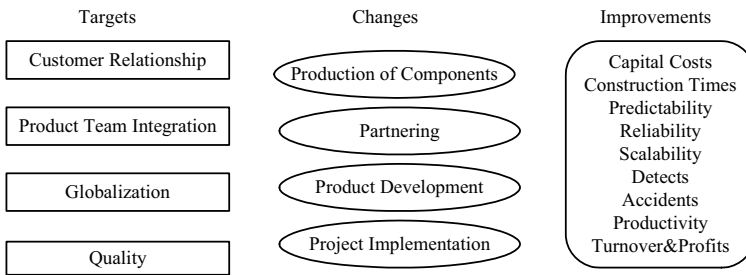 Targets
Changes
Improvements
Customer Relationship
Product Team Integration
Globalization
Quality
Production of Components
Partnering
Product Development
Project Implementation
Capital Costs
Construction Times
Predictability
Reliability
Scalability
Detects
Accidents
Productivity
Turnover&Profits